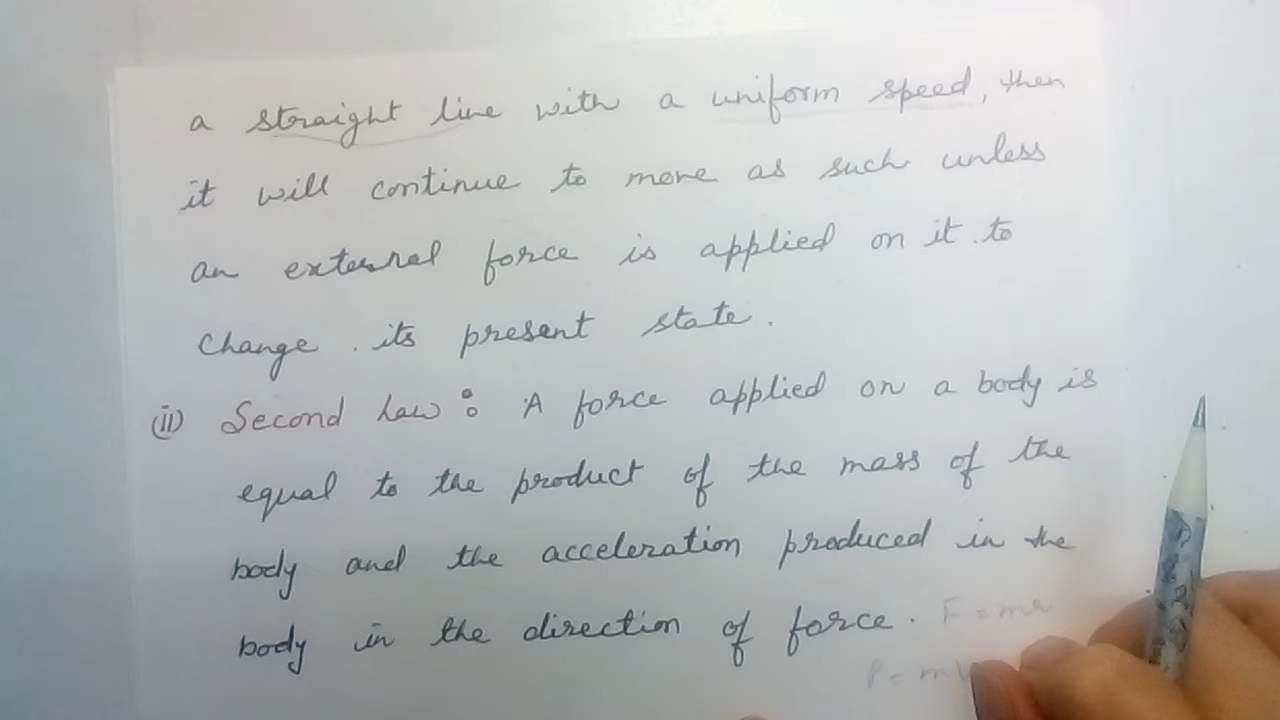 a straight line with a uniform speed, then
it will continue to move as such unless
an external force is applied on it to
change its present state.
(ii) Second Law : A force applied on a body is
equal to the product of the mass of the
body and the acceleration produced in the
body in the direction of force. F = ma